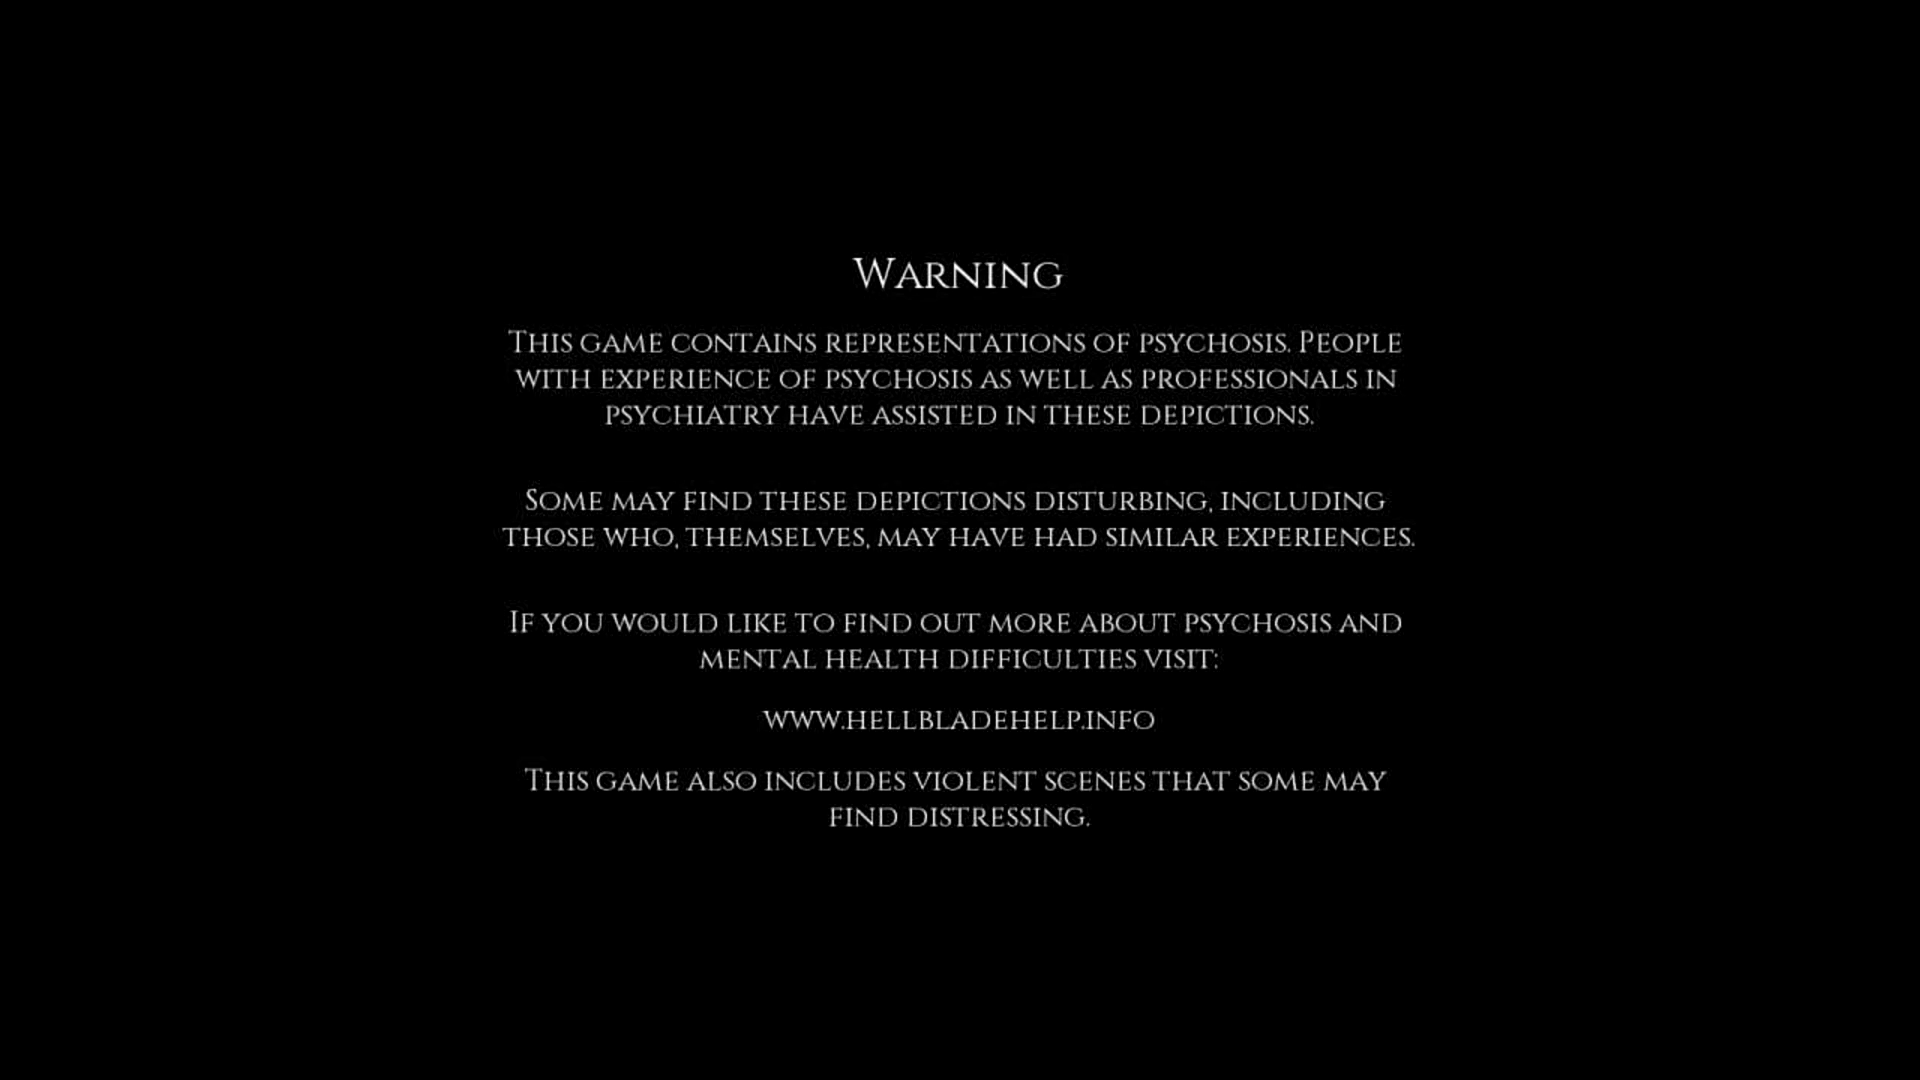 Warning
This game contains representations of psychosis. People
with experience of psychosis as well as professionals in
psychiatry have assisted in these depictions.
Some may find these depictions disturbing, including
those who, themselves, may have had similar experiences.
If you would like to find out more about psychosis and
mental health difficulties visit:
www.hellbladehelp.info
This game also includes violent scenes that some may
find distressing.